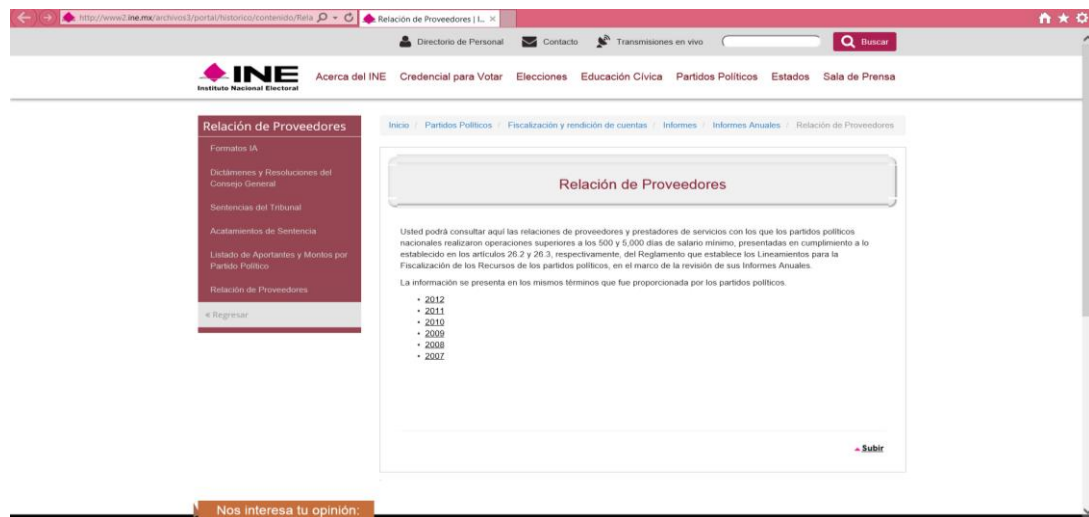 http://www2.ine.mx/archivos3/portal/historico/contenido/Rela
Relación de Proveedores | I...
Directorio de Personal
Contacto
Transmisiones en vivo
Buscar
INE
Instituto Nacional Electoral
Acerca del INE
Credencial para Votar
Elecciones
Educación Cívica
Partidos Políticos
Estados
Sala de Prensa
Relación de Proveedores
Formatos IA
Dictámenes y Resoluciones del
Consejo General
Sentencias del Tribunal
Acatamientos de Sentencia
Listado de Aportantes y Montos por
Partido Político
Relación de Proveedores
« Regresar
Inicio / Partidos Políticos / Fiscalización y rendición de cuentas / Informes / Informes Anuales / Relación de Proveedores
Relación de Proveedores
Usted podrá consultar aquí las relaciones de proveedores y prestadores de servicios con los que los partidos políticos
nacionales realizaron operaciones superiores a los 500 y 5,000 días de salario mínimo, presentadas en cumplimiento a lo
establecido en los artículos 26.2 y 26.3, respectivamente, del Reglamento que establece los Lineamientos para la
Fiscalización de los Recursos de los partidos políticos, en el marco de la revisión de sus Informes Anuales.
La información se presenta en los mismos términos que fue proporcionada por los partidos políticos.
• 2012
• 2011
• 2010
• 2009
• 2008
• 2007
Subir
Nos interesa tu opinión: